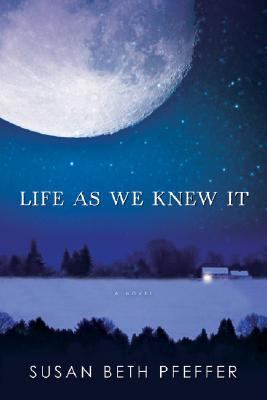 LIFE AS WE KNEW IT
A NOVEL
SUSAN BETH PFEFFER